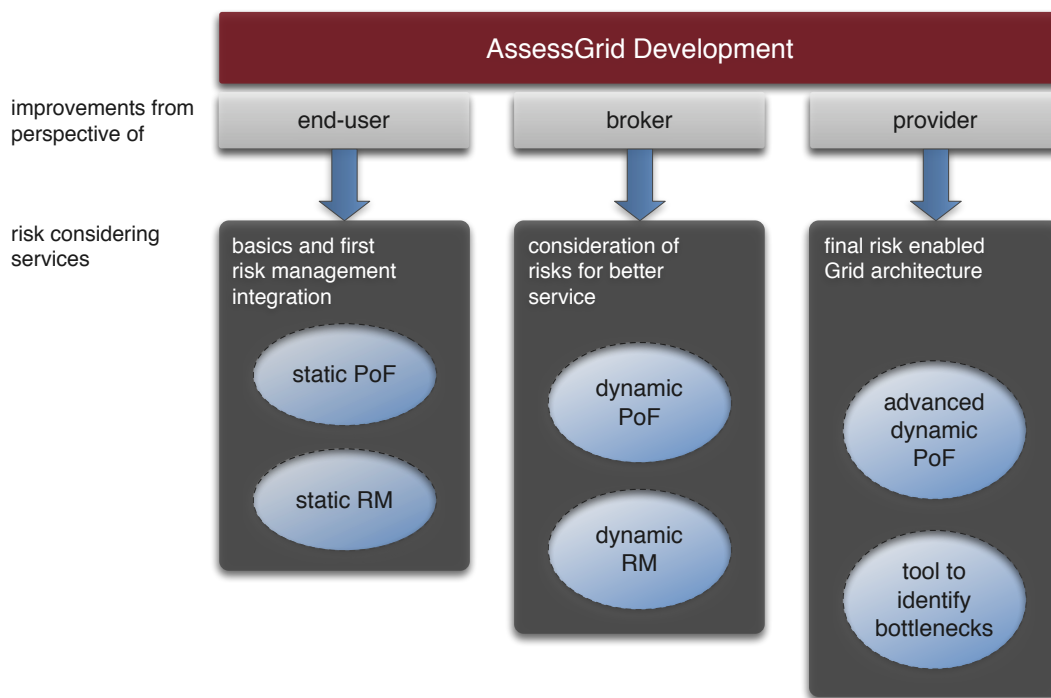 AssessGrid Development
improvements from
perspective of
end-user
broker
provider
risk considering
services
basics and first
risk management
integration
static PoF
static RM
consideration of
risks for better
service
dynamic
PoF
dynamic
RM
final risk enabled
Grid architecture
advanced
dynamic
PoF
tool to
identify
bottlenecks